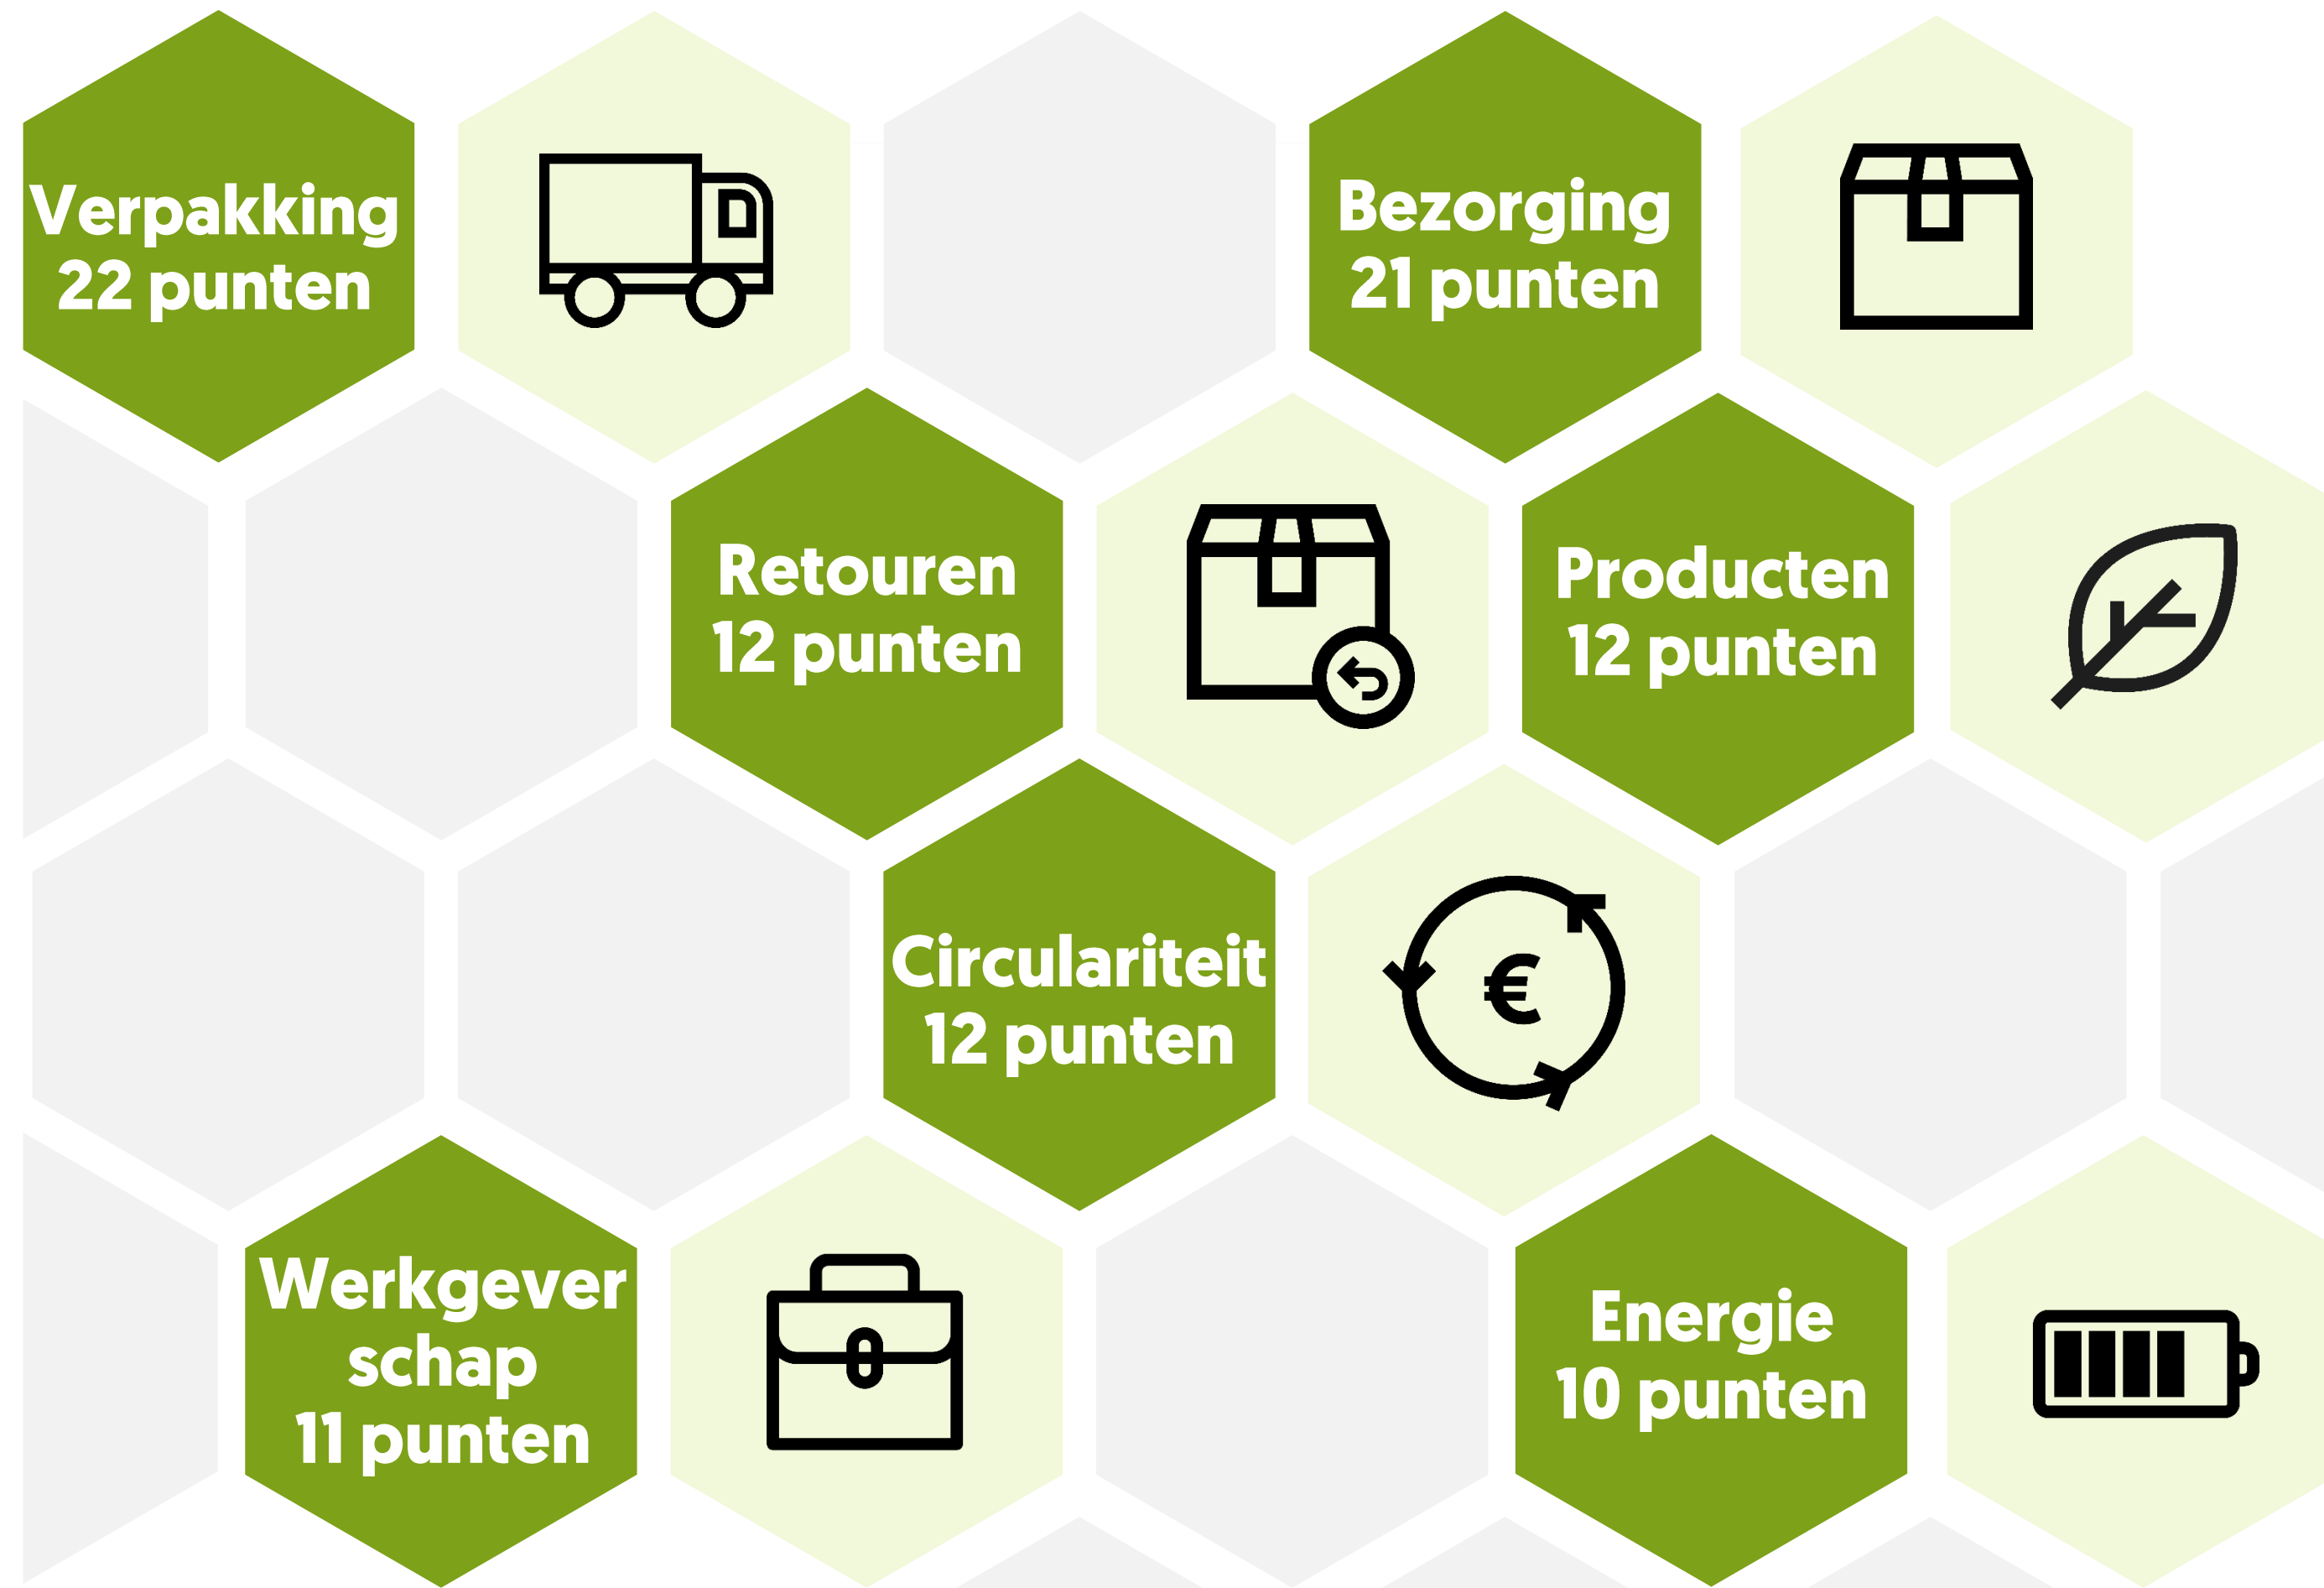 Verpakking
22 punten
Bezorging
21 punten
Retouren
12 punten
Producten
12 punten
Circulariteit
12 punten
€
Werkgever
schap
11 punten
Energie
10 punten